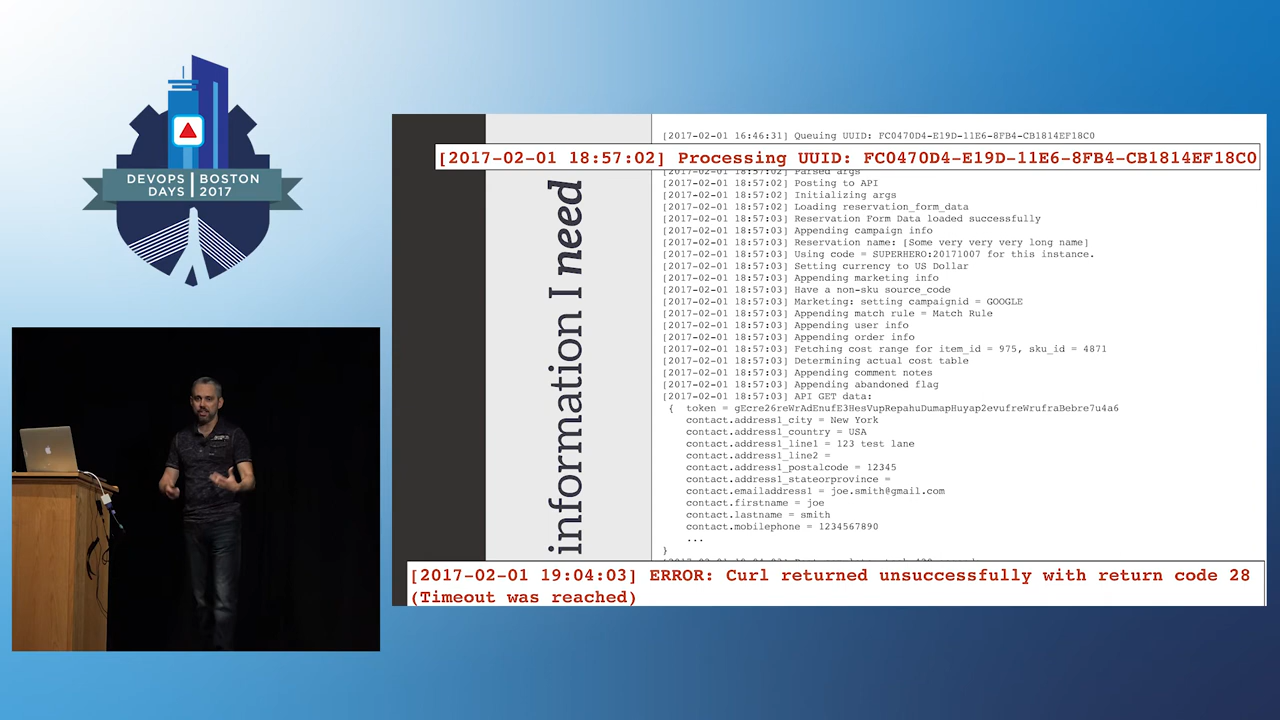 DEVOPS | BOSTON
DAYS | 2017
information I need
[2017-02-01 16:46:31] Queuing UUID: FC0470D4-E19D-11E6-8FB4-CB1814EF18C0
[2017-02-01 18:57:02] Processing UUID: FC0470D4-E19D-11E6-8FB4-CB1814EF18C0
[2017-02-01 18:57:02] Parsed args
[2017-02-01 18:57:02] Posting to API
[2017-02-01 18:57:02] Initializing args
[2017-02-01 18:57:02] Loading reservation_form_data
[2017-02-01 18:57:03] Reservation Form Data loaded successfully
[2017-02-01 18:57:03] Appending campaign info
[2017-02-01 18:57:03] Reservation name: [Some very very very long name]
[2017-02-01 18:57:03] Using code = SUPERHERO:20171007 for this instance.
[2017-02-01 18:57:03] Setting currency to US Dollar
[2017-02-01 18:57:03] Appending marketing info
[2017-02-01 18:57:03] Have a non-sku source_code
[2017-02-01 18:57:03] Marketing: setting campaignid = GOOGLE
[2017-02-01 18:57:03] Appending match rule = Match Rule
[2017-02-01 18:57:03] Appending user info
[2017-02-01 18:57:03] Appending order info
[2017-02-01 18:57:03] Fetching cost range for item_id = 975, sku_id = 4871
[2017-02-01 18:57:03] Determining actual cost table
[2017-02-01 18:57:03] Appending comment notes
[2017-02-01 18:57:03] Appending abandoned flag
[2017-02-01 18:57:03] API GET data:
{ token = gEcre26reWrAdEnufE3HesVupRepahuDumapHuyap2evufreWrufraBebre7u4a6
contact.address1_city = New York
contact.address1_country = USA
contact.address1_line1 = 123 test lane
contact.address1_line2 =
contact.address1_postalcode = 12345
contact.address1_stateorprovince =
contact.emailaddress1 = joe.smith@gmail.com
contact.firstname = joe
contact.lastname = smith
contact.mobilephone = 1234567890
...
}
[2017-02-01 19:04:03] ERROR: Curl returned unsuccessfully with return code 28
(Timeout was reached)